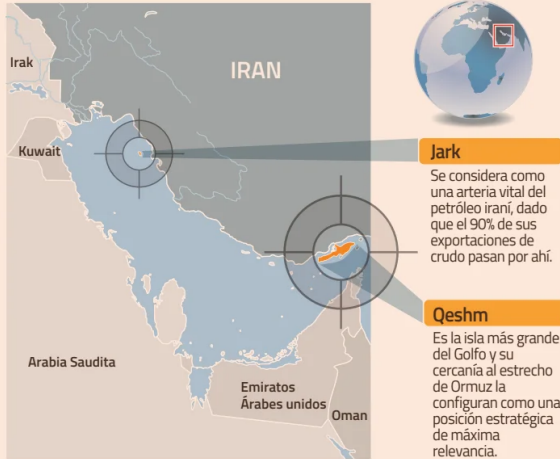 Irak
IRAN
Kuwait
Jark
Se considera como
una arteria vital del
petróleo iraní, dado
que el 90% de sus
exportaciones de
crudo pasan por ahí.
Qeshm
Es la isla más grande
del Golfo y su
cercanía al estrecho
de Ormuz la
configuran como una
posición estratégica
de máxima
relevancia.
Arabia Saudita
Emiratos
Árabes unidos
Oman